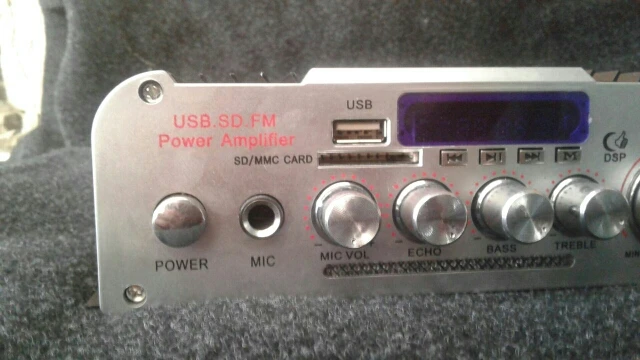 USB
USB.SD.FM
Power Amplifier
SD/MMC CARD
DSP
POWER
MIC
MIC VOL
ECHO
BASS
TREBLE